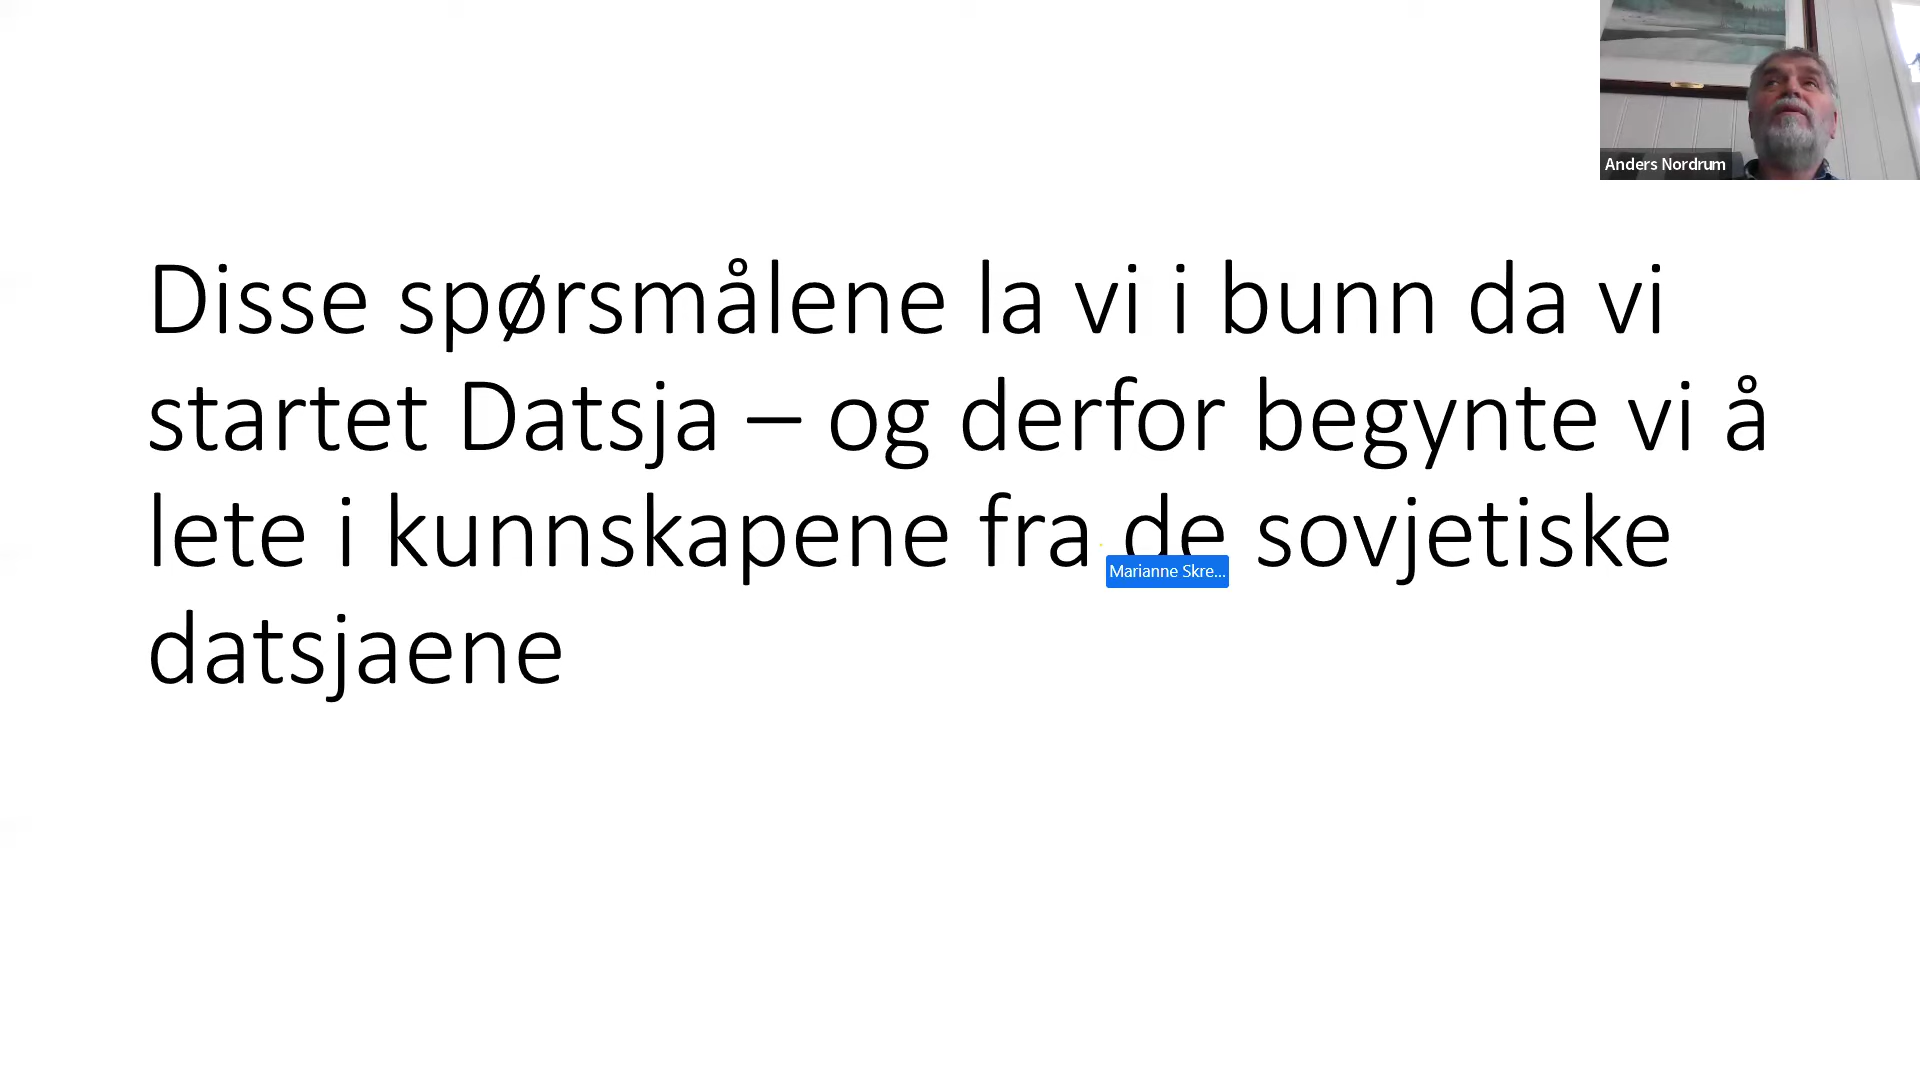 Anders Nordrum
Disse spørsmålene la vi i bunn da vi
startet Datsja – og derfor begynte vi å
lete i kunnskapene fra de sovjetiske
Marianne Skre...
datsjaene